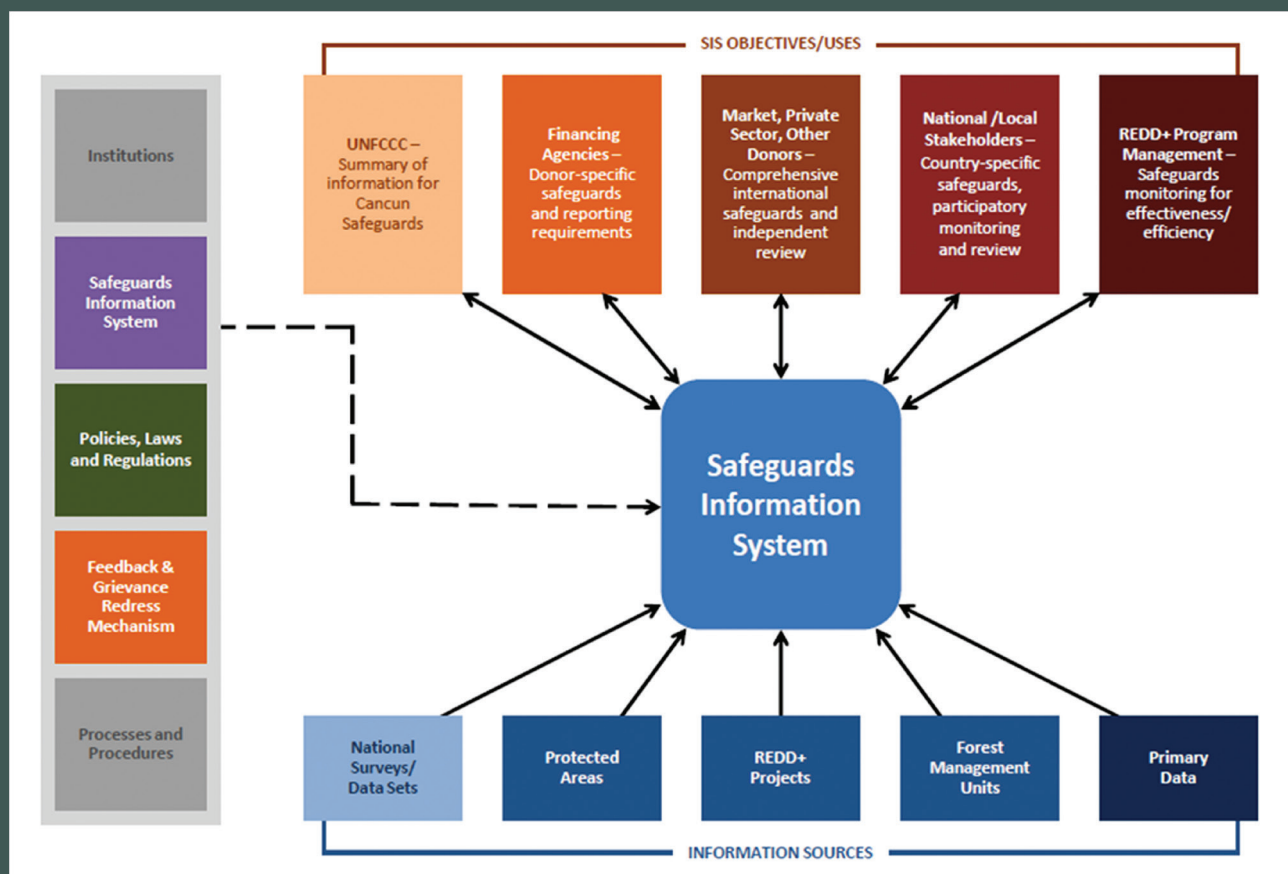 SIS OBJECTIVES/USES
Institutions
Safeguards
Information
System
Policies, Laws
and Regulations
Feedback &
Grievance
Redress
Mechanism
Processes and
Procedures
UNFCCC –
Summary of
information for
Cancun
Safeguards
Financing
Agencies –
Donor-specific
safeguards
and reporting
requirements
Market, Private
Sector, Other
Donors –
Comprehensive
international
safeguards and
independent
review
National /Local
Stakeholders –
Country-specific
safeguards,
participatory
monitoring
and review
REDD+ Program
Management –
Safeguards
monitoring for
effectiveness/
efficiency
Safeguards
Information
System
National
Surveys/
Data Sets
Protected
Areas
REDD+
Projects
Forest
Management
Units
Primary
Data
INFORMATION SOURCES